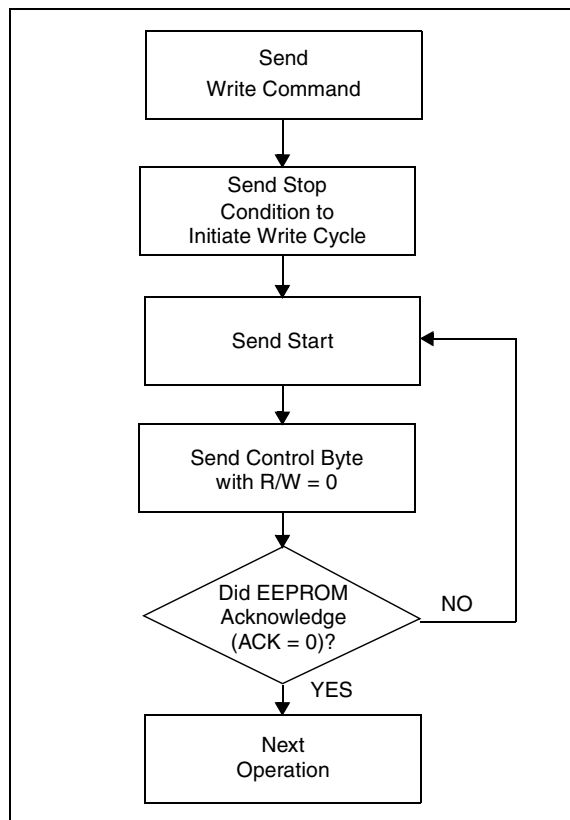 Send
Write Command
Send Stop
Condition to
Initiate Write Cycle
Send Start
Send Control Byte
with R/W = 0
Did EEPROM
Acknowledge
(ACK = 0)?
NO
YES
Next
Operation